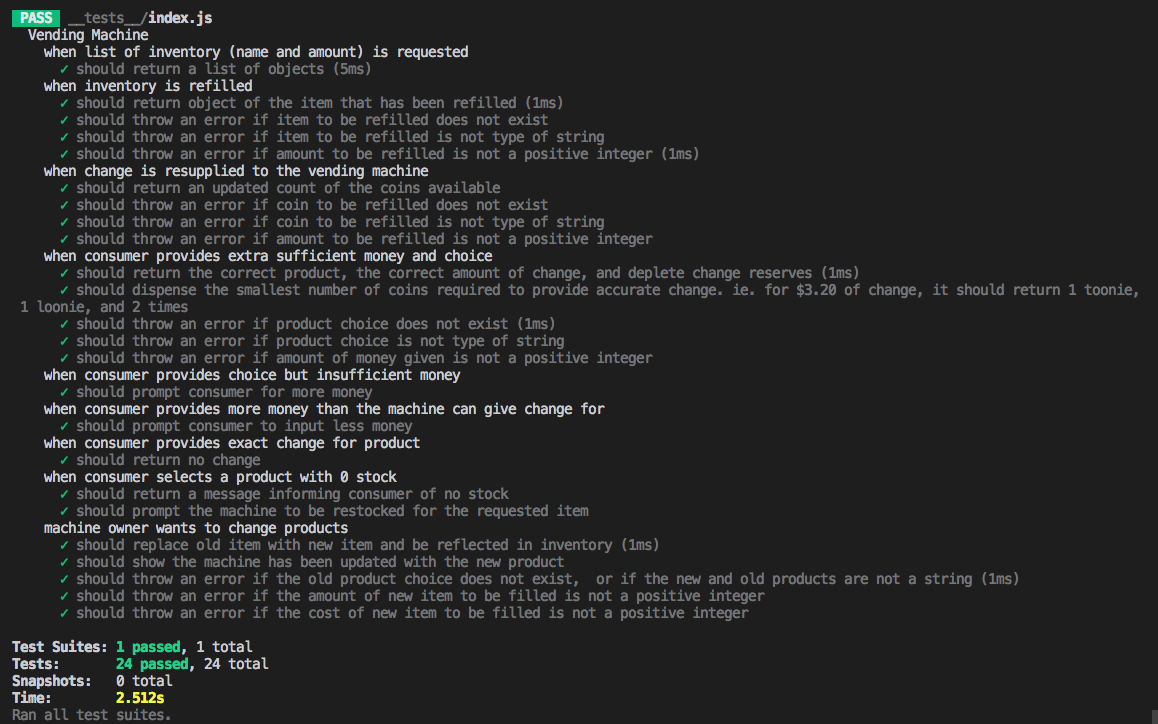 PASS __tests__/index.js
Vending Machine
when list of inventory (name and amount) is requested
✓ should return a list of objects (5ms)
when inventory is refilled
✓ should return object of the item that has been refilled (1ms)
✓ should throw an error if item to be refilled does not exist
✓ should throw an error if item to be refilled is not type of string
✓ should throw an error if amount to be refilled is not a positive integer (1ms)
when change is resupplied to the vending machine
✓ should return an updated count of the coins available
✓ should throw an error if coin to be refilled does not exist
✓ should throw an error if coin to be refilled is not type of string
✓ should throw an error if amount to be refilled is not a positive integer
when consumer provides extra sufficient money and choice
✓ should return the correct product, the correct amount of change, and deplete change reserves (1ms)
✓ should dispense the smallest number of coins required to provide accurate change. ie. for $3.20 of change, it should return 1 toonie,
1 loonie, and 2 times
✓ should throw an error if product choice does not exist (1ms)
✓ should throw an error if product choice is not type of string
✓ should throw an error if amount of money given is not a positive integer
when consumer provides choice but insufficient money
✓ should prompt consumer for more money
when consumer provides more money than the machine can give change for
✓ should prompt consumer to input less money
when consumer provides exact change for product
✓ should return no change
when consumer selects a product with 0 stock
✓ should return a message informing consumer of no stock
✓ should prompt the machine to be restocked for the requested item
machine owner wants to change products
✓ should replace old item with new item and be reflected in inventory (1ms)
✓ should show the machine has been updated with the new product
✓ should throw an error if the old product choice does not exist,  or if the new and old products are not a string (1ms)
✓ should throw an error if the amount of new item to be filled is not a positive integer
✓ should throw an error if the cost of new item to be filled is not a positive integer
Test Suites: 1 passed, 1 total
Tests: 24 passed, 24 total
Snapshots: 0 total
Time: 2.512s
Ran all test suites.